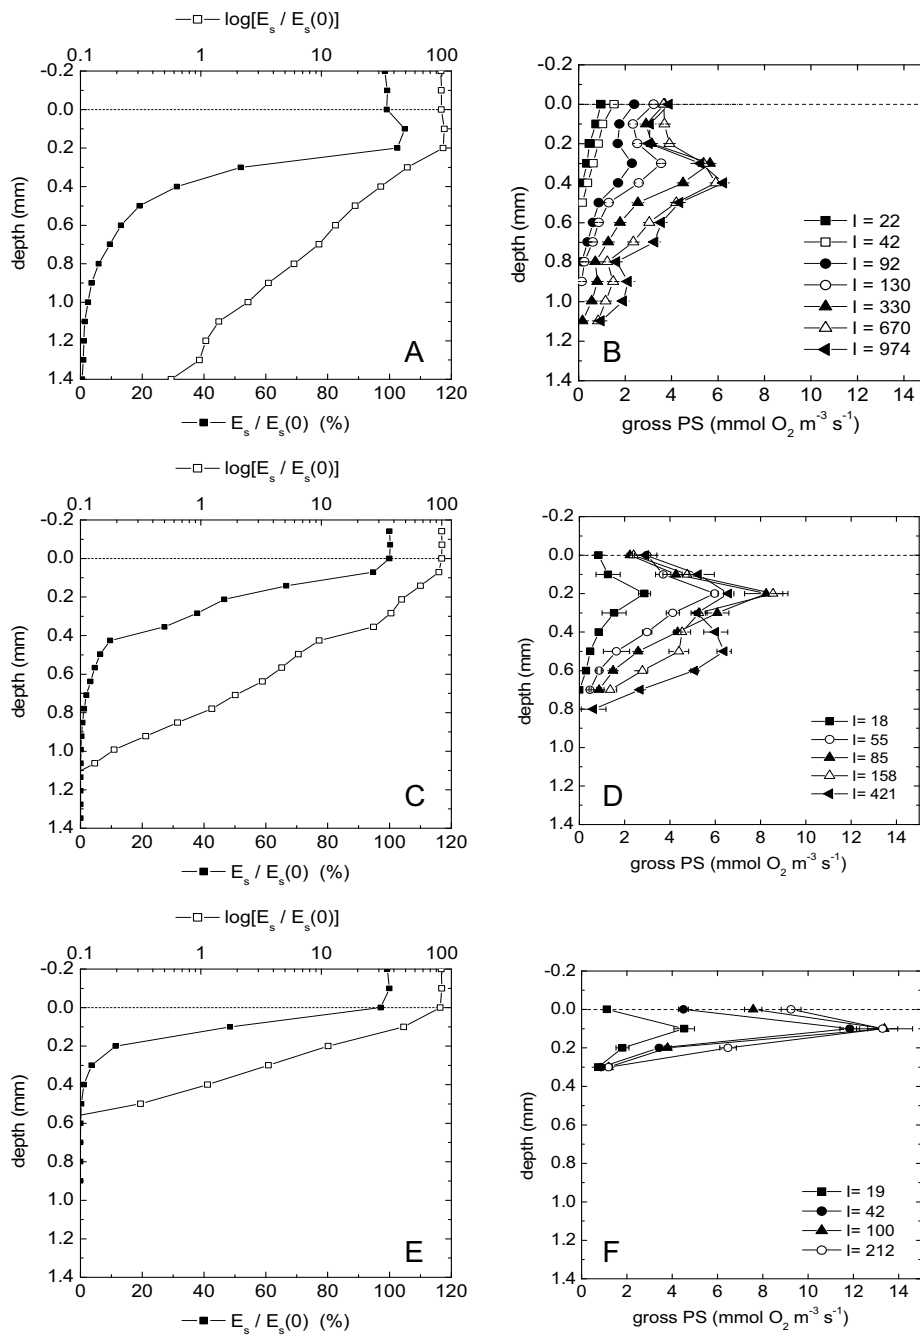 log[E_s / E_s(0)]
0.1 1 10 100
-0.2
0.0
0.2
0.4
0.6
0.8
1.0
1.2
1.4
depth (mm)
A
0 20 40 60 80 100 120
E_s / E_s(0) (%)
-0.2
0.0
0.2
0.4
0.6
0.8
1.0
1.2
1.4
depth (mm)
I = 22
I = 42
I = 92
I = 130
I = 330
I = 670
I = 974
B
0 2 4 6 8 10 12 14
gross PS (mmol O₂ m⁻³ s⁻¹)
log[E_s / E_s(0)]
0.1 1 10 100
-0.2
0.0
0.2
0.4
0.6
0.8
1.0
1.2
1.4
depth (mm)
C
0 20 40 60 80 100 120
E_s / E_s(0) (%)
-0.2
0.0
0.2
0.4
0.6
0.8
1.0
1.2
1.4
depth (mm)
I= 18
I= 55
I= 85
I= 158
I= 421
D
0 2 4 6 8 10 12 14
gross PS (mmol O₂ m⁻³ s⁻¹)
log[E_s / E_s(0)]
0.1 1 10 100
-0.2
0.0
0.2
0.4
0.6
0.8
1.0
1.2
1.4
depth (mm)
E
0 20 40 60 80 100 120
E_s / E_s(0) (%)
-0.2
0.0
0.2
0.4
0.6
0.8
1.0
1.2
1.4
depth (mm)
I= 19
I= 42
I= 100
I= 212
F
0 2 4 6 8 10 12 14
gross PS (mmol O₂ m⁻³ s⁻¹)